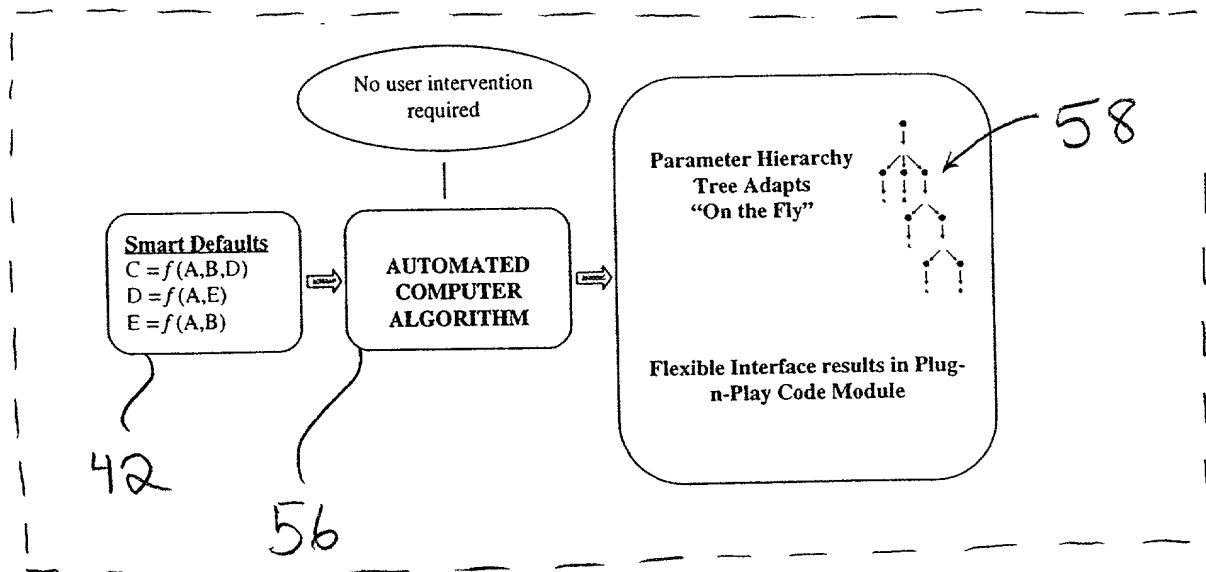 No user intervention
required
Smart Defaults
C = f(A,B,D)
D = f(A,E)
E = f(A,B)
AUTOMATED
COMPUTER
ALGORITHM
Parameter Hierarchy
Tree Adapts
“On the Fly”
Flexible Interface results in Plug-
n-Play Code Module
58
42
56